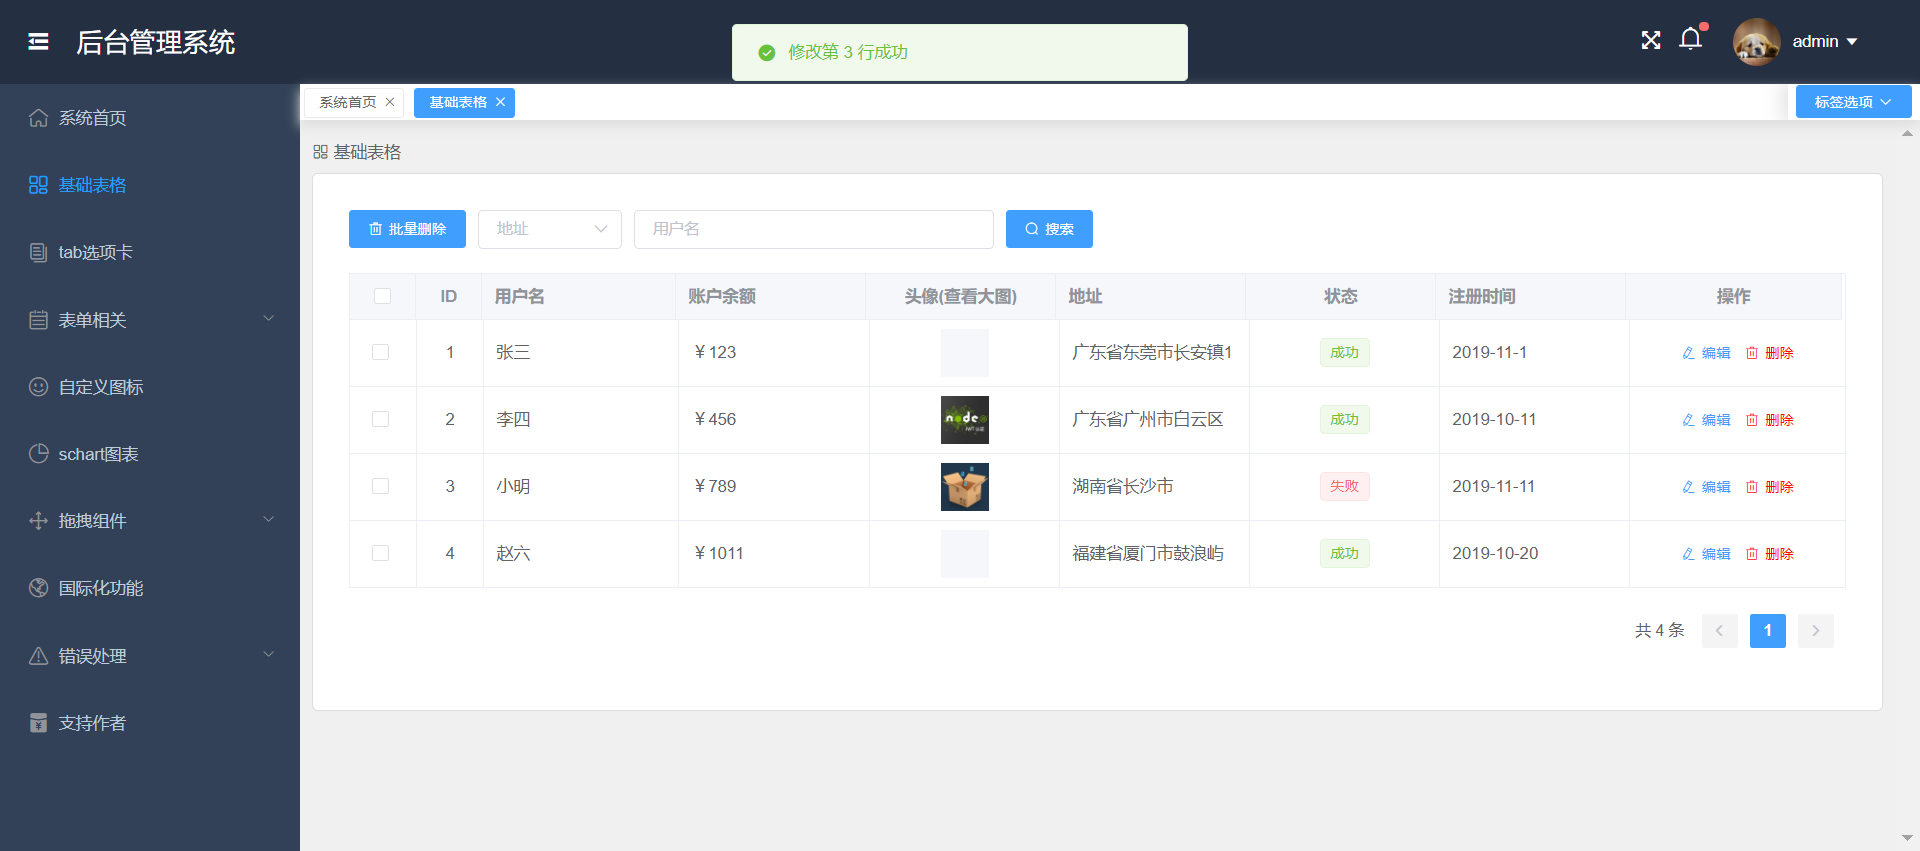 后台管理系统
修改第 3 行成功
admin
系统首页
基础表格
tab选项卡
表单相关
自定义图标
schart图表
拖拽组件
国际化功能
错误处理
支持作者
系统首页 基础表格 标签选项
基础表格
批量删除 地址 用户名 搜索
ID 用户名 账户余额 头像(查看大图) 地址 状态 注册时间 操作
1 张三 ￥123 广东省东莞市长安镇1 成功 2019-11-1 编辑 删除
2 李四 ￥456 node 广东省广州市白云区 成功 2019-10-11 编辑 删除
3 小明 ￥789 湖南省长沙市 失败 2019-11-11 编辑 删除
4 赵六 ￥1011 福建省厦门市鼓浪屿 成功 2019-10-20 编辑 删除
共 4 条 1